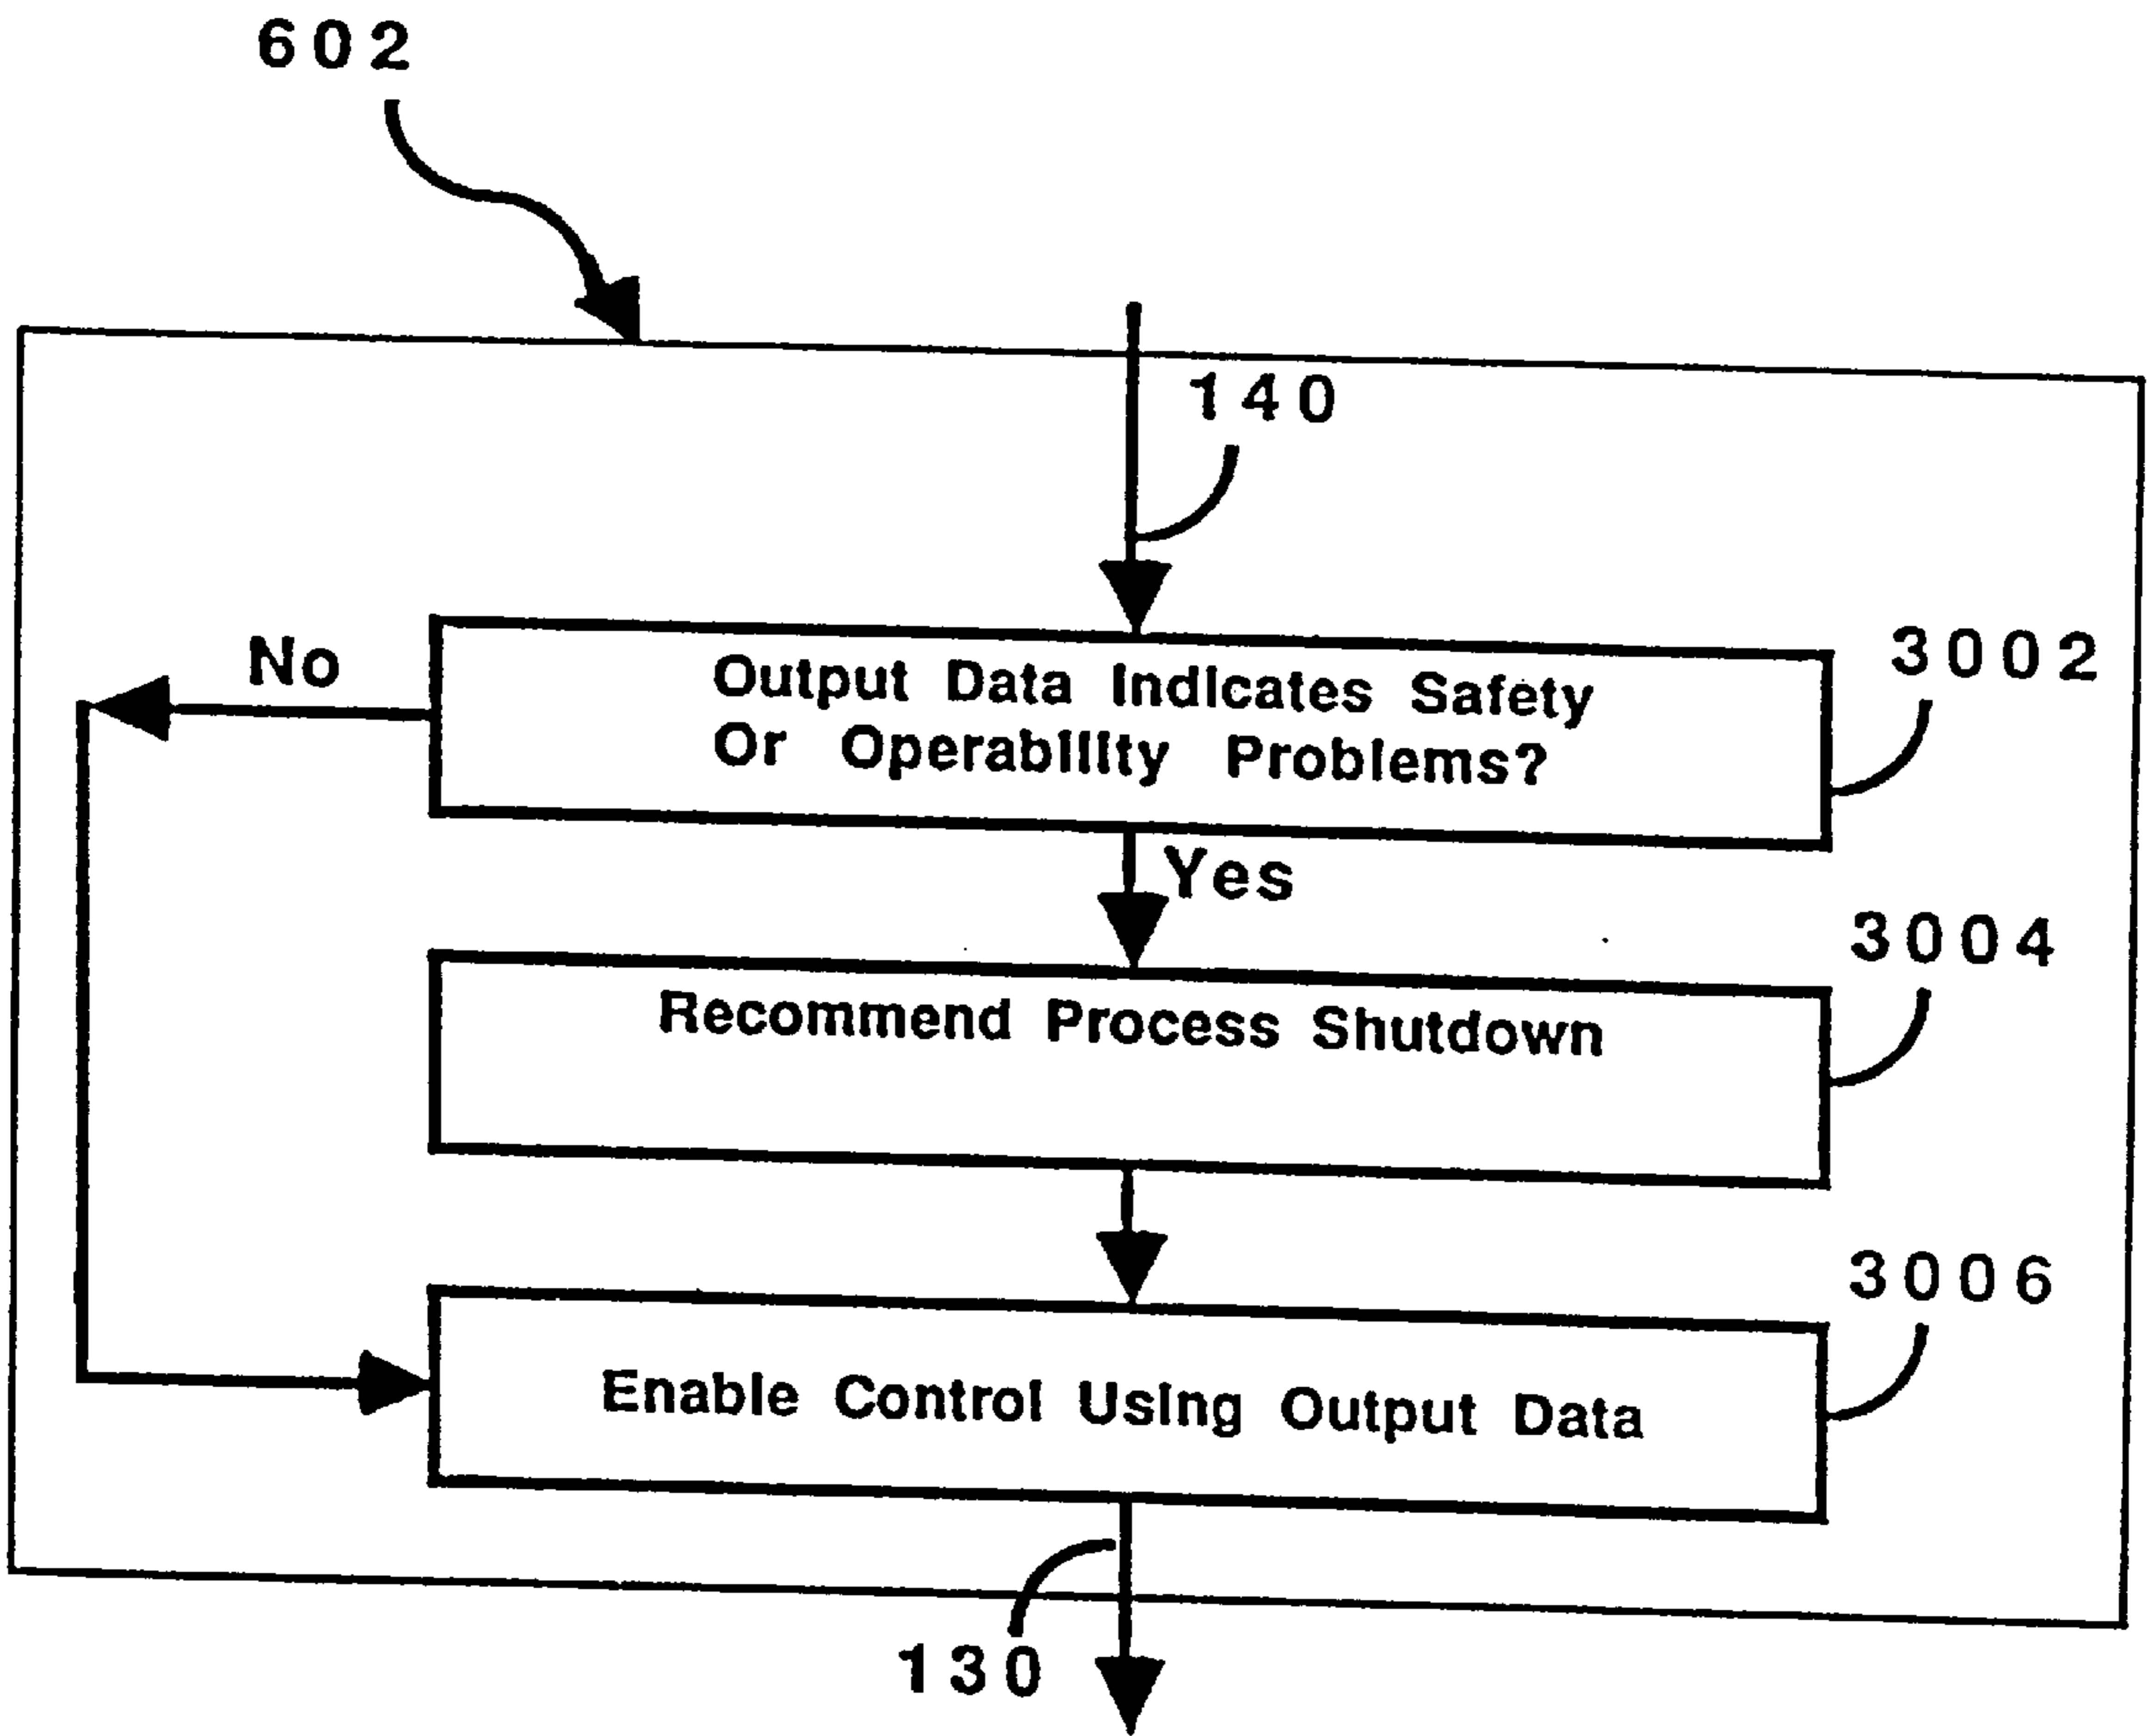 602
140
No
Output Data Indicates Safety
Or Operability Problems?
3002
Yes
3004
Recommend Process Shutdown
3006
Enable Control Using Output Data
130